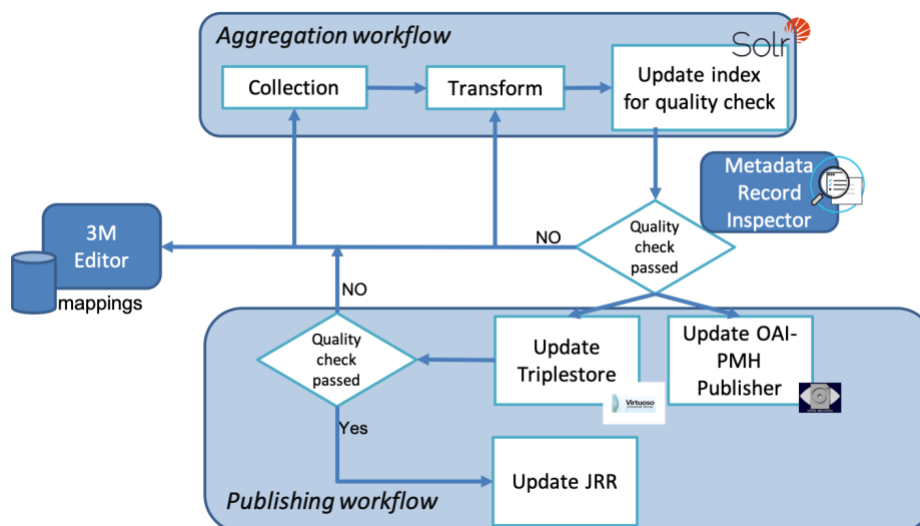 Aggregation workflow
Solr
Collection
Transform
Update index
for quality check
Metadata
Record
Inspector
3M
Editor
mappings
NO
Quality
check
passed
NO
Quality
check
passed
Update
Triplestore
Update OAI-
PMH
Publisher
Virtuoso
Yes
Update JRR
Publishing workflow